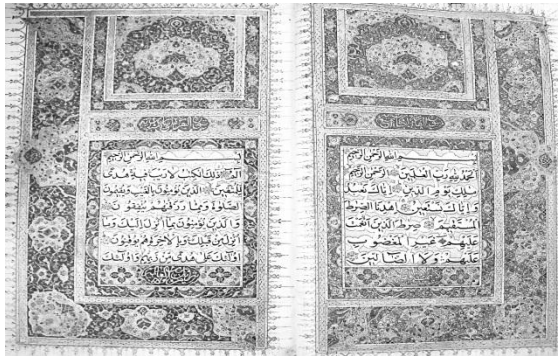 بسم الله الرحمن الرحيم
الحمد لله رب العلمين الرحمن الرحيم
ملك يوم الدين اياك نعبد
واياك نستعين اهدنا الصرط
المستقيم صرط الذين انعمت
عليهم غير المغضوب
عليهم ولا الضالين
بسم الله الرحمن الرحيم
الم ذلك الكتب لا ريب فيه هدى
للمتقين الذين يؤمنون بالغيب ويقيمون
الصلوة ومما رزقنهم ينفقون
والذين يؤمنون بما انزل اليك وما
انزل من قبلك وبالاخرة هم يوقنون
اولئك على هدى من ربهم واولئك